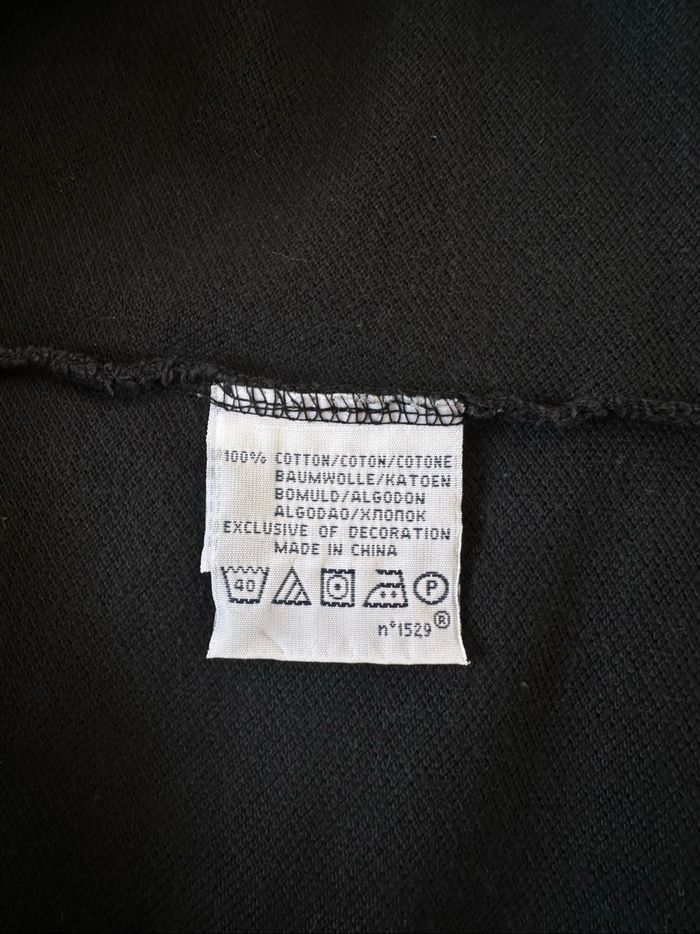 100% COTTON/COTON/COTONE
BAUMWOLLE/KATOEN
BOMULD/ALGODON
ALGODAO/ХЛОПОК
EXCLUSIVE OF DECORATION
MADE IN CHINA
40 P
n°1529®